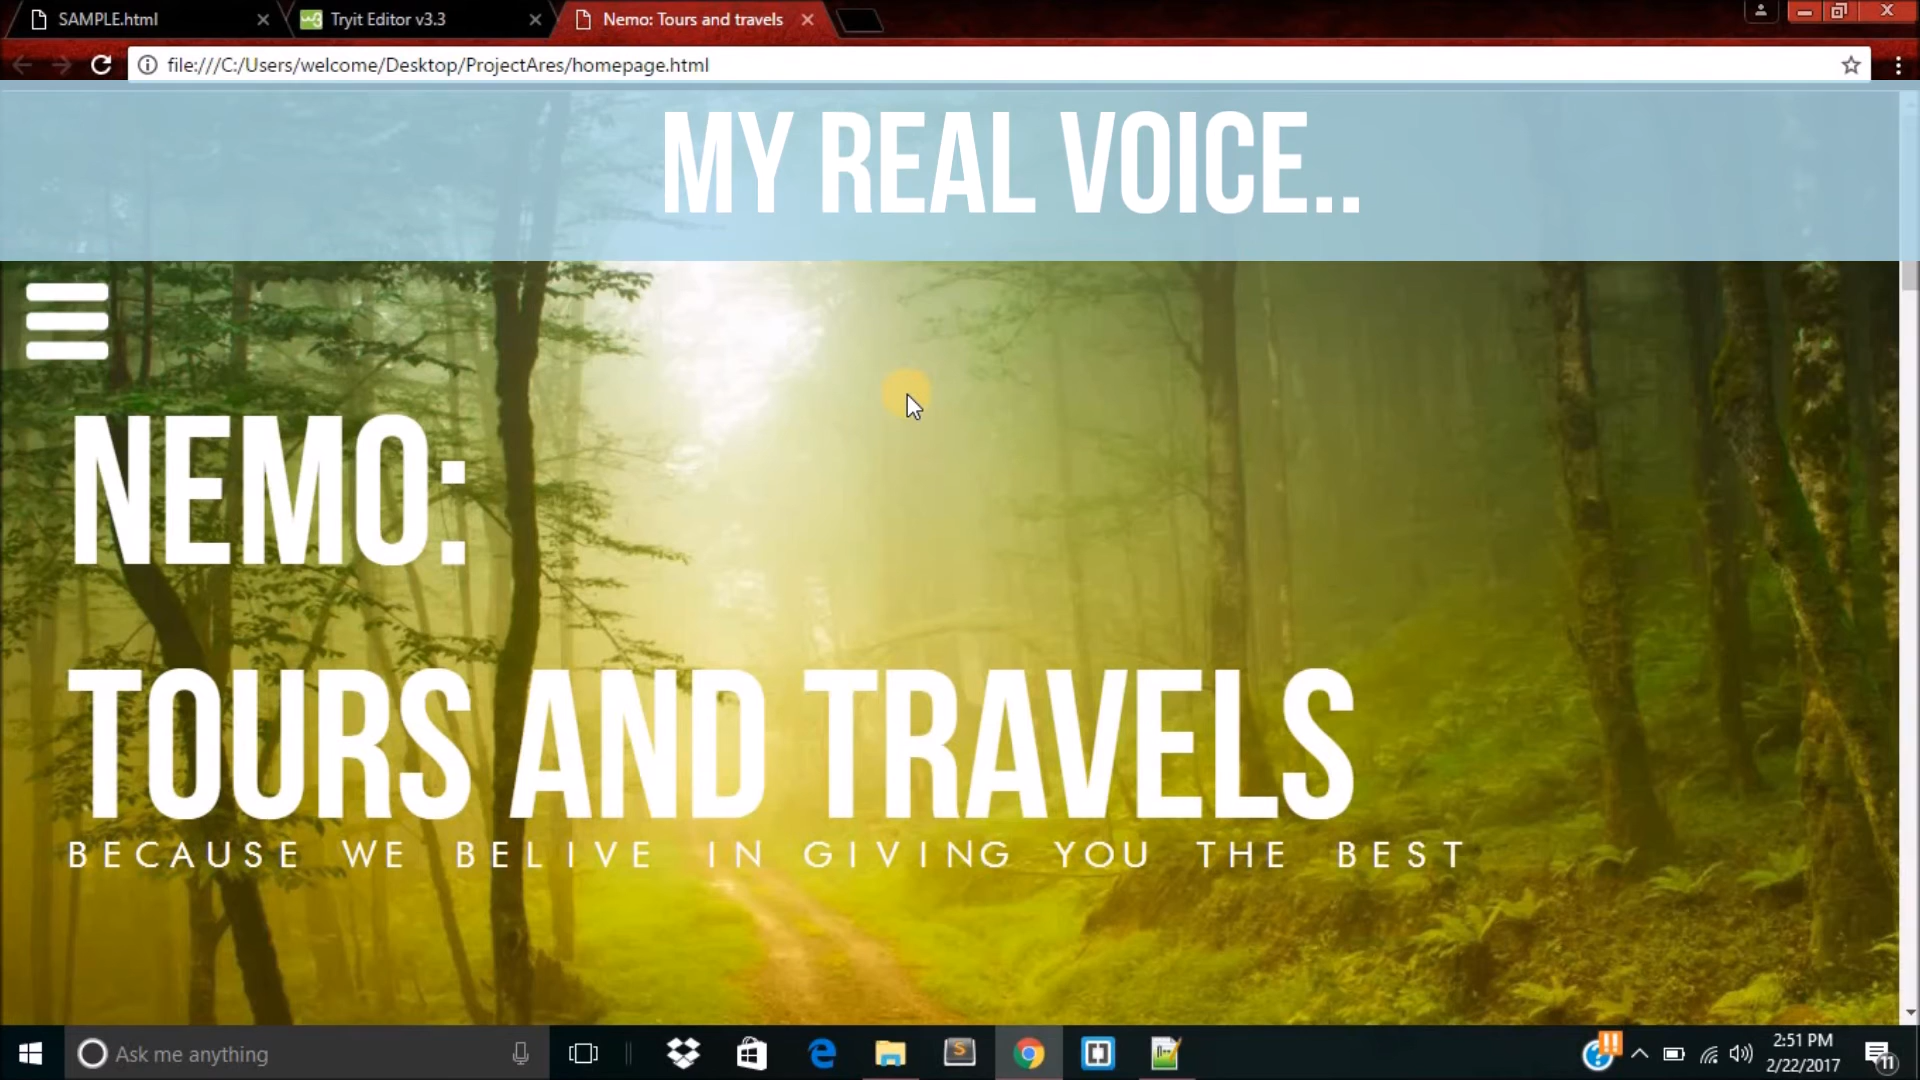 SAMPLE.html
Tryit Editor v3.3
Nemo: Tours and travels
file:///C:/Users/welcome/Desktop/ProjectAres/homepage.html
MY REAL VOICE..
NEMO:
TOURS AND TRAVELS
BECAUSE WE BELIVE IN GIVING YOU THE BEST
Ask me anything
2:51 PM
2/22/2017
11